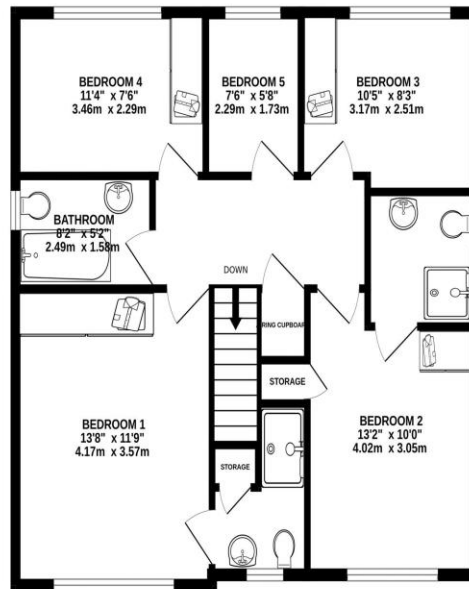 BEDROOM 4
11'4" x 7'6"
3.46m x 2.29m
BEDROOM 5
7'6" x 5'8"
2.29m x 1.73m
BEDROOM 3
10'5" x 8'3"
3.17m x 2.51m
BATHROOM
8'2" x 5'2"
2.49m x 1.58m
DOWN
RING CUPBOAR
STORAGE
BEDROOM 1
13'8" x 11'9"
4.17m x 3.57m
BEDROOM 2
13'2" x 10'0"
4.02m x 3.05m
STORAGE